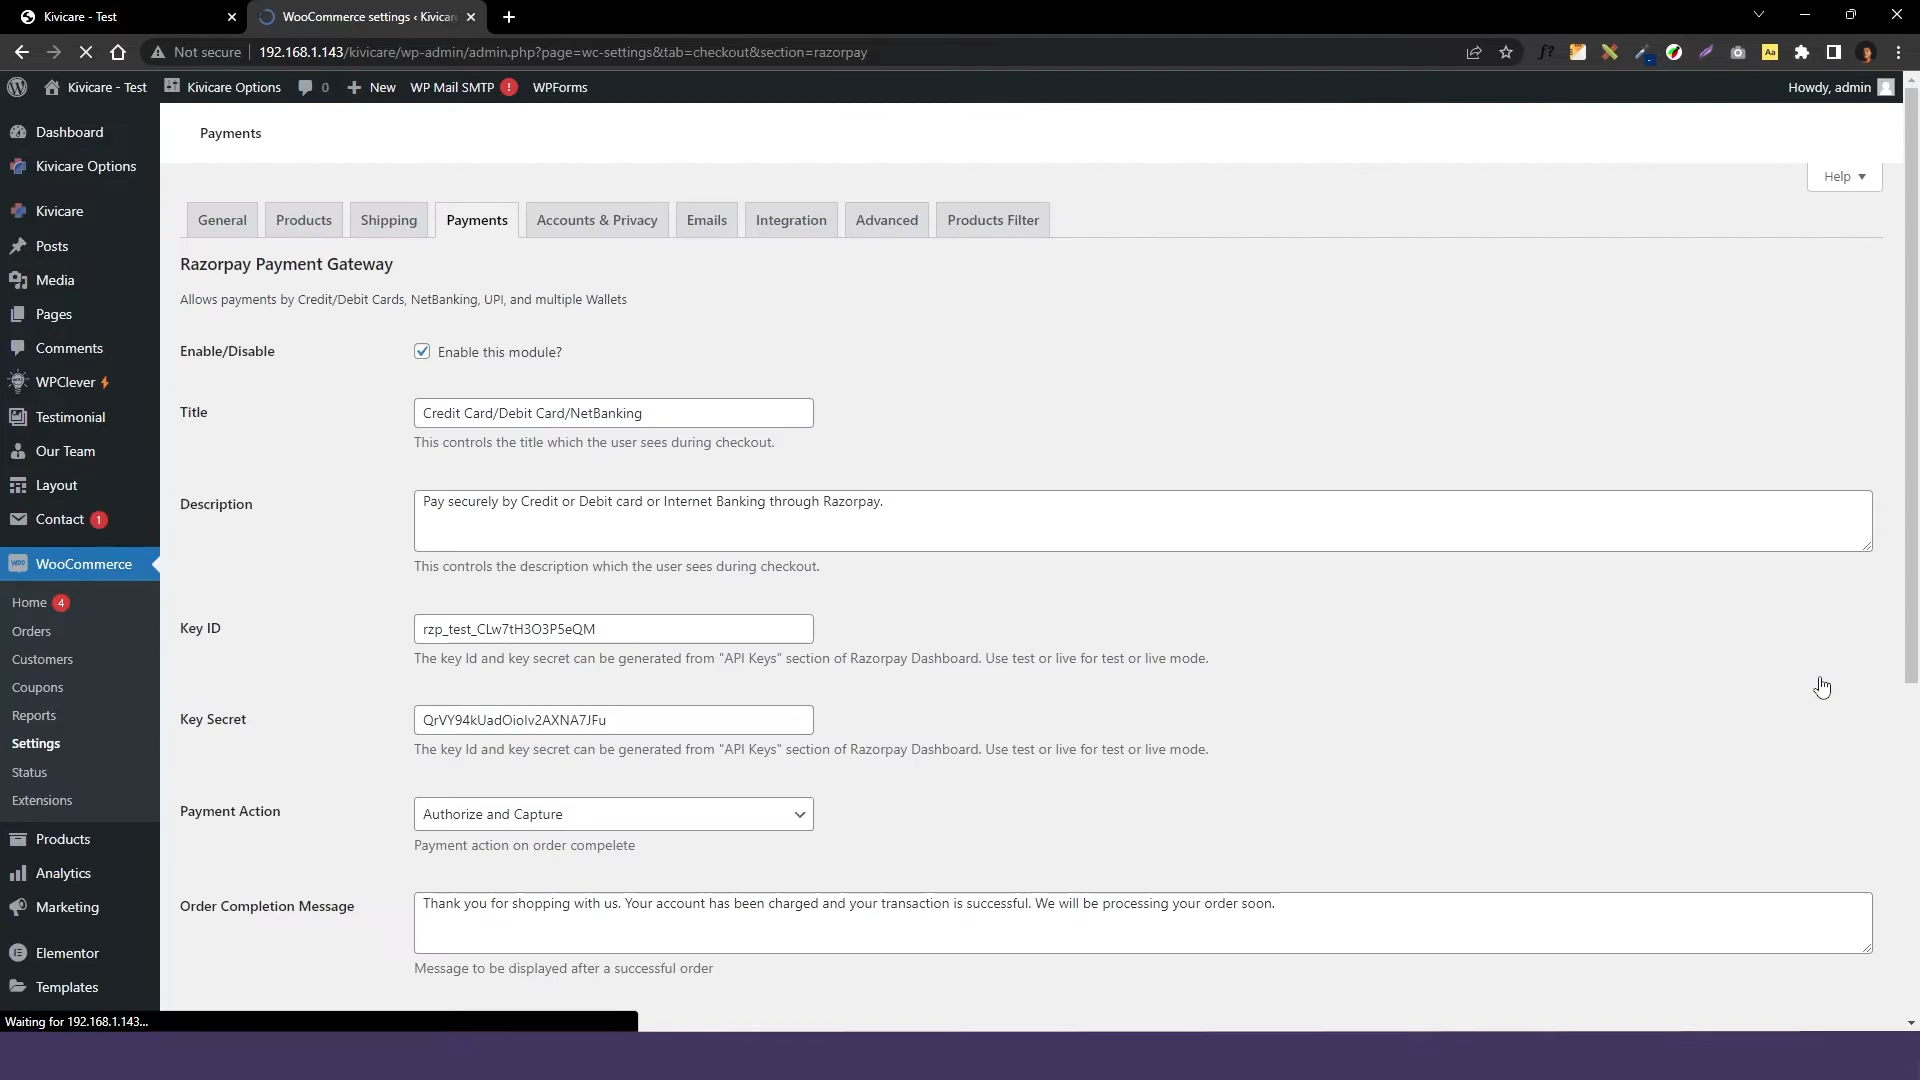 Kivicare - Test
WooCommerce settings ‹ Kivicar
Not secure 192.168.1.143/kivicare/wp-admin/admin.php?page=wc-settings&tab=checkout&section=razorpay
Kivicare - Test Kivicare Options 0 New WP Mail SMTP ! WPForms Howdy, admin
Dashboard
Kivicare Options
Kivicare
Posts
Media
Pages
Comments
WPClever
Testimonial
Our Team
Layout
Contact 1
WooCommerce
Home 4
Orders
Customers
Coupons
Reports
Settings
Status
Extensions
Products
Analytics
Marketing
Elementor
Templates
Payments
Help
General Products Shipping Payments Accounts & Privacy Emails Integration Advanced Products Filter
Razorpay Payment Gateway
Allows payments by Credit/Debit Cards, NetBanking, UPI, and multiple Wallets
Enable/Disable Enable this module?
Title Credit Card/Debit Card/NetBanking
This controls the title which the user sees during checkout.
Description Pay securely by Credit or Debit card or Internet Banking through Razorpay.
This controls the description which the user sees during checkout.
Key ID rzp_test_CLw7tH3O3P5eQM
The key Id and key secret can be generated from "API Keys" section of Razorpay Dashboard. Use test or live for test or live mode.
Key Secret QrVY94kUadOiolv2AXNA7JFu
The key Id and key secret can be generated from "API Keys" section of Razorpay Dashboard. Use test or live for test or live mode.
Payment Action Authorize and Capture
Payment action on order compelete
Order Completion Message Thank you for shopping with us. Your account has been charged and your transaction is successful. We will be processing your order soon.
Message to be displayed after a successful order
Waiting for 192.168.1.143...